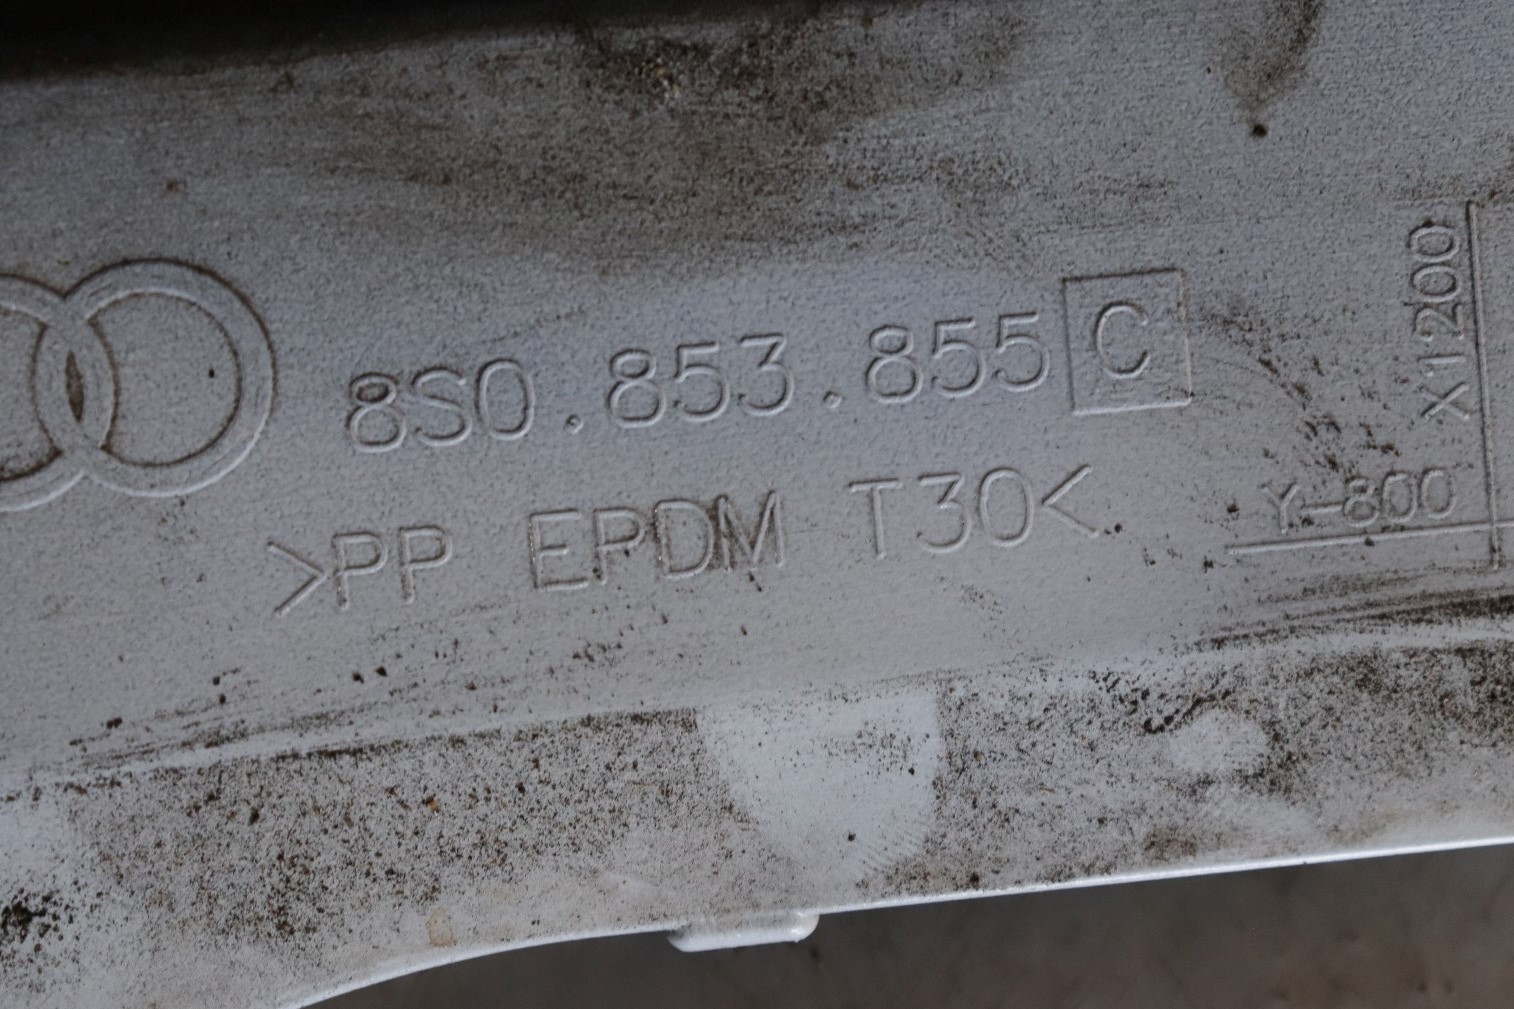 8S0.853.855 C
>PP EPDM T30<
X1200
Y-800